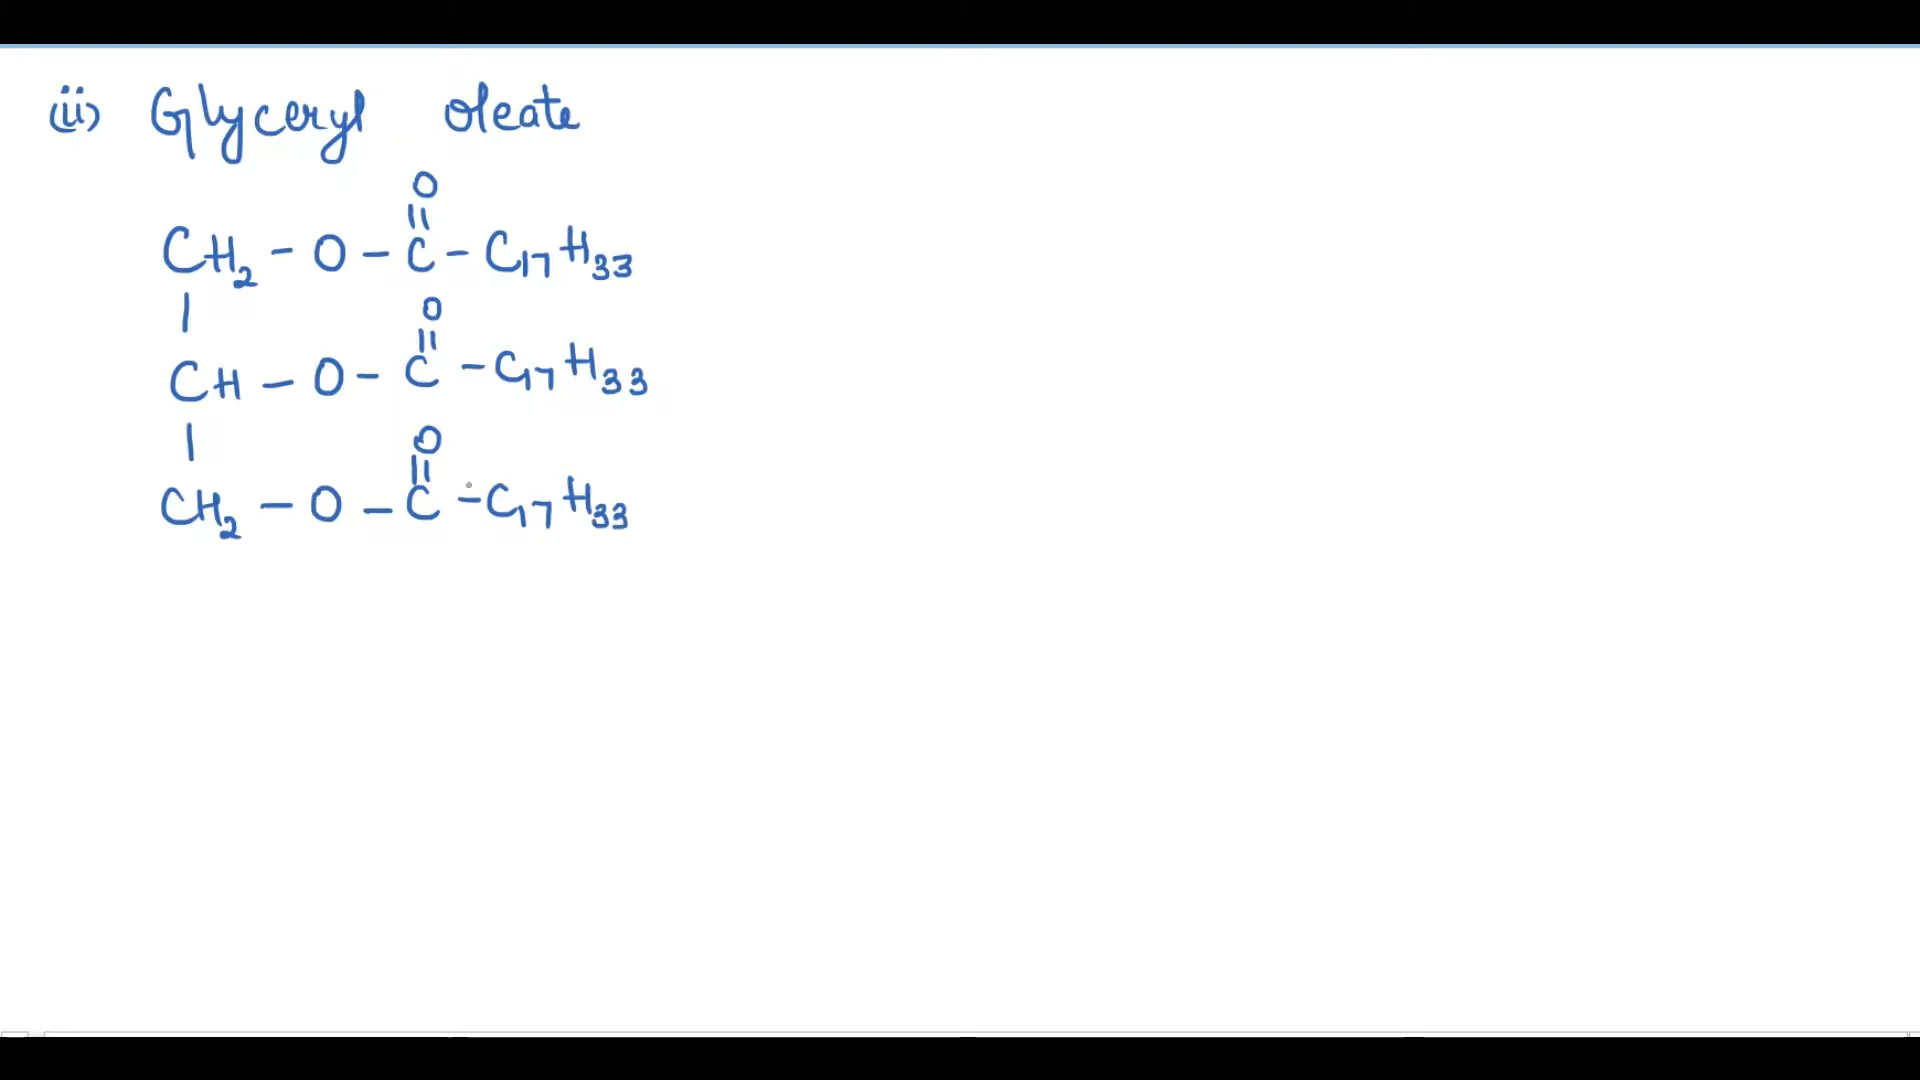 (ii) Glyceryl oleate
O
||
CH₂ - O - C - C₁₇H₃₃
| O
||
CH - O - C - C₁₇H₃₃
| O
||
CH₂ - O - C - C₁₇H₃₃